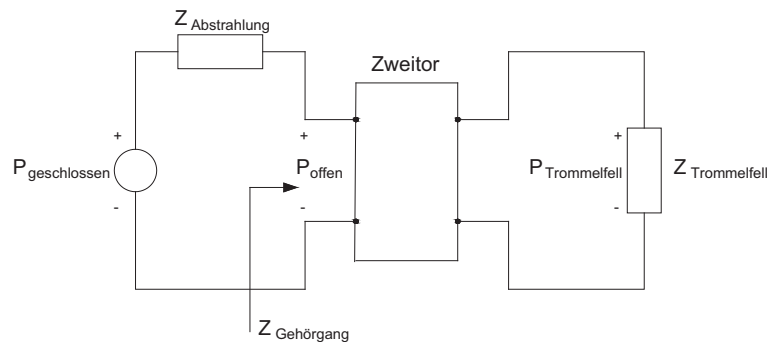 Z Abstrahlung
Zweitor
+
+
+
P geschlossen
P offen
P Trommelfell
Z Trommelfell
-
-
-
Z Gehörgang